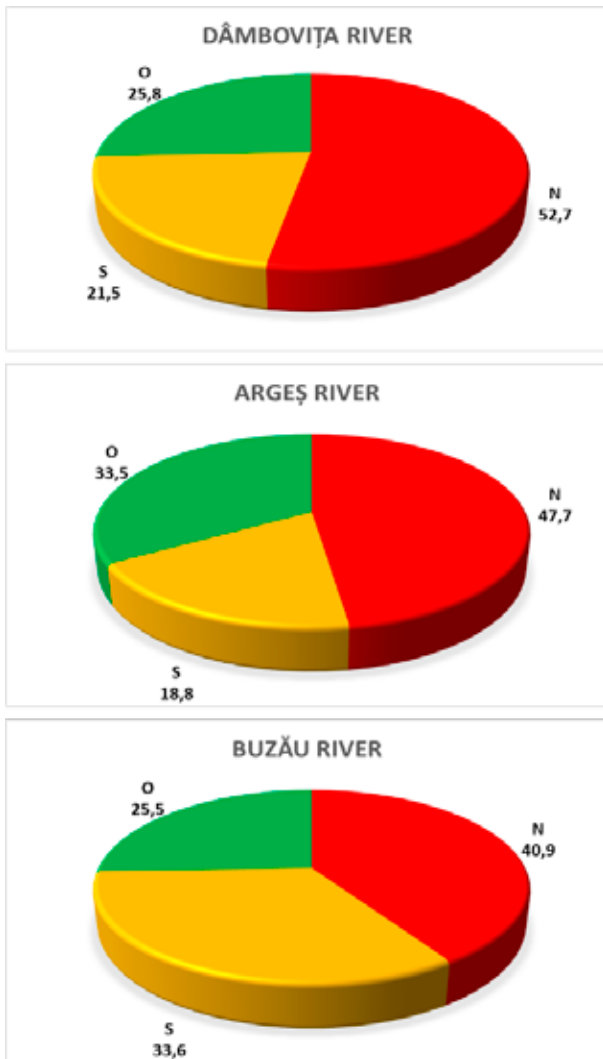 DÂMBOVIȚA RIVER
O
25,8
N
52,7
S
21,5
ARGEȘ RIVER
O
33,5
N
47,7
S
18,8
BUZĂU RIVER
O
25,5
N
40,9
S
33,6